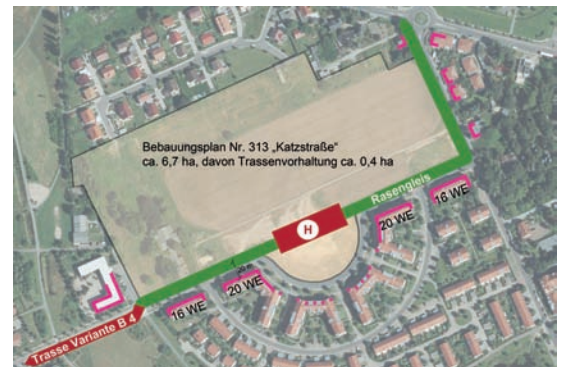 Bebauungsplan Nr. 313 „Katzstraße“
ca. 6,7 ha, davon Trassenvorhaltung ca. 0,4 ha
Rasengleis
H
16 WE
20 WE
20 WE
16 WE
Trasse Variante B 4